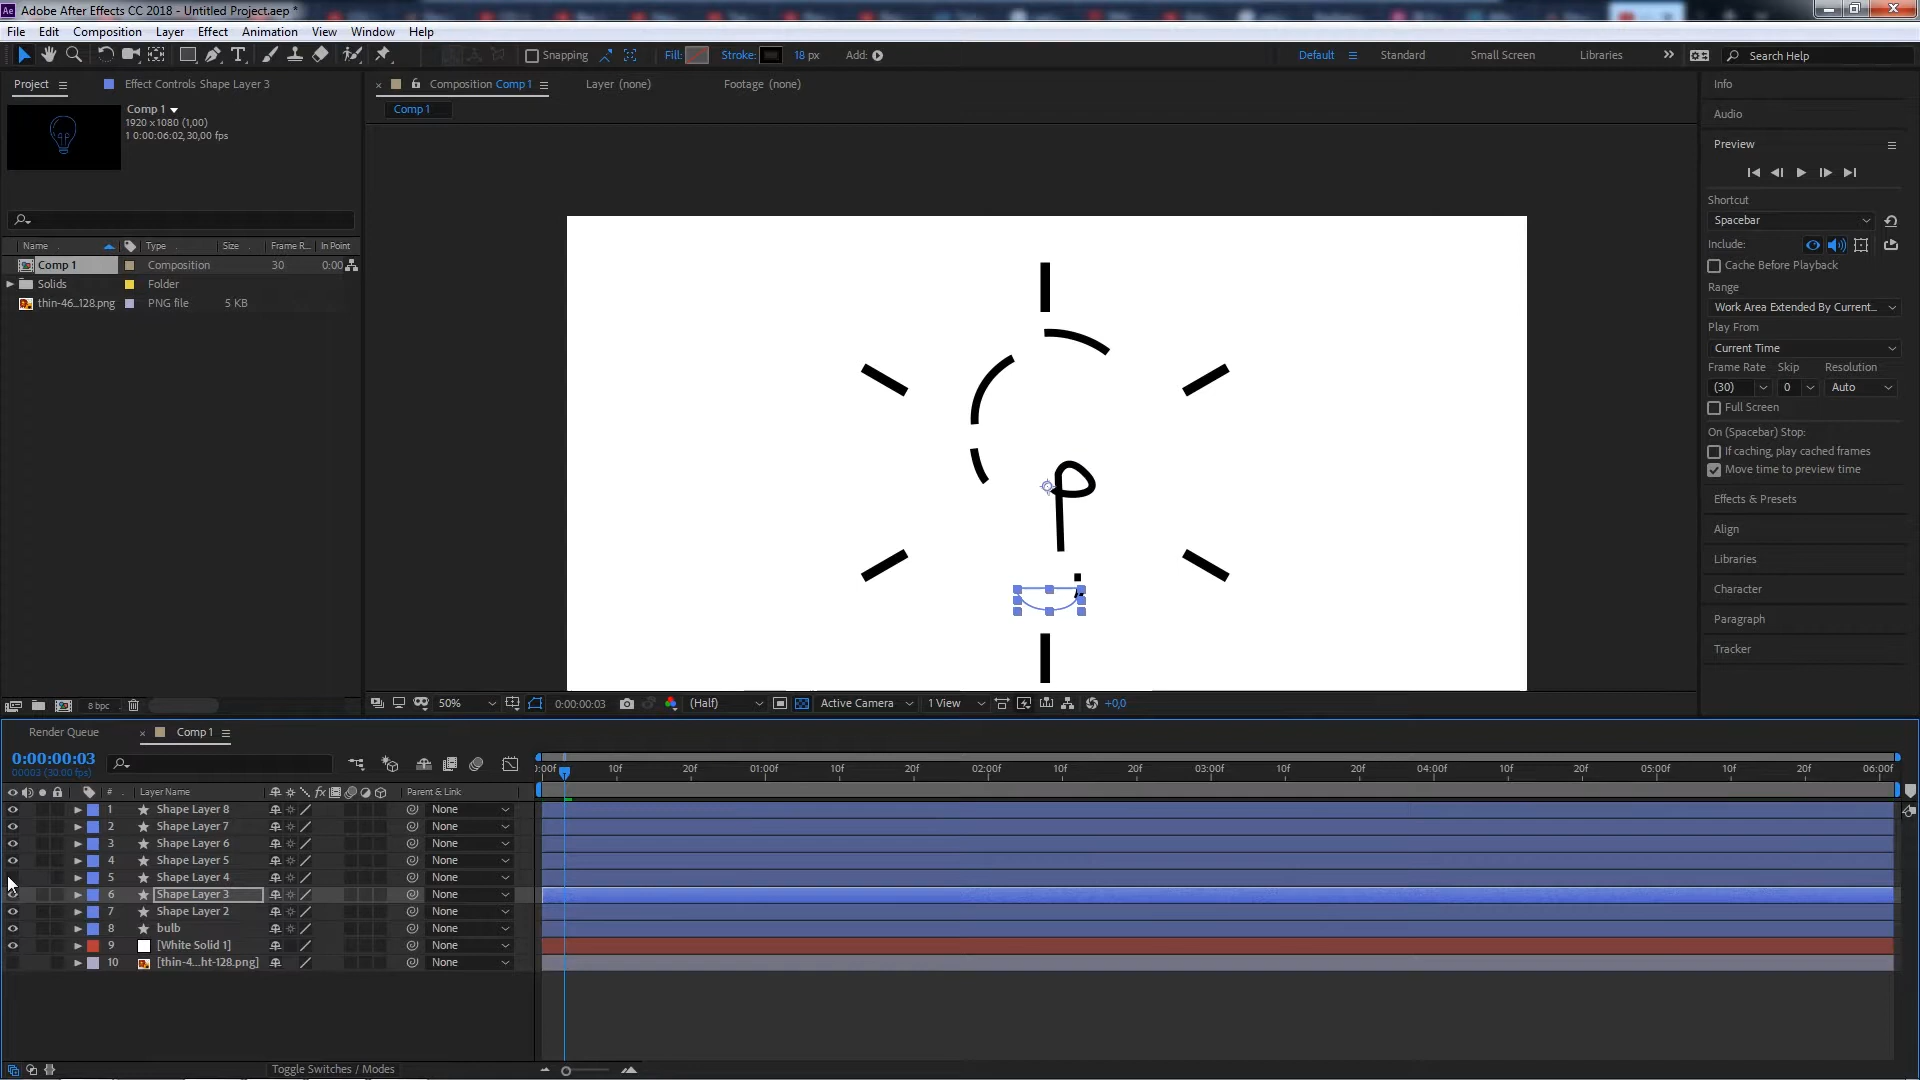 Adobe After Effects CC 2018 - Untitled Project.aep *
File Edit Composition Layer Effect Animation View Window Help
Snapping Fill: Stroke: 18 px Add: Default Standard Small Screen Libraries Search Help
Project Effect Controls Shape Layer 3 Composition Comp 1 Layer (none) Footage (none) Info
Comp 1
1920 x1080 (1,00)
1 0:00:06:02,30,00 fps
Comp 1
Audio
Preview
Shortcut
Spacebar
Include:
Cache Before Playback
Range
Work Area Extended By Current...
Play From
Current Time
Frame Rate Skip Resolution
(30) 0 Auto
Full Screen
On (Spacebar) Stop:
If caching, play cached frames
Move time to preview time
Effects & Presets
Align
Libraries
Character
Paragraph
Tracker
Name Type Size Frame R... In Point
Comp 1 Composition 30 0:00
Solids Folder
thin-46...128.png PNG file 5 KB
8 bpc
50% 0:00:00:03 (Half) Active Camera 1 View +0,0
Render Queue Comp 1
0:00:00:03
00003 (30.00 fps)
:00f 10f 20f 01:00f 10f 20f 02:00f 10f 20f 03:00f 10f 20f 04:00f 10f 20f 05:00f 10f 20f 06:00f
# Layer Name fx Parent & Link
1 Shape Layer 8 None
2 Shape Layer 7 None
3 Shape Layer 6 None
4 Shape Layer 5 None
5 Shape Layer 4 None
6 Shape Layer 3 None
7 Shape Layer 2 None
8 bulb None
9 [White Solid 1] None
10 [thin-4...ht-128.png] None
Toggle Switches / Modes